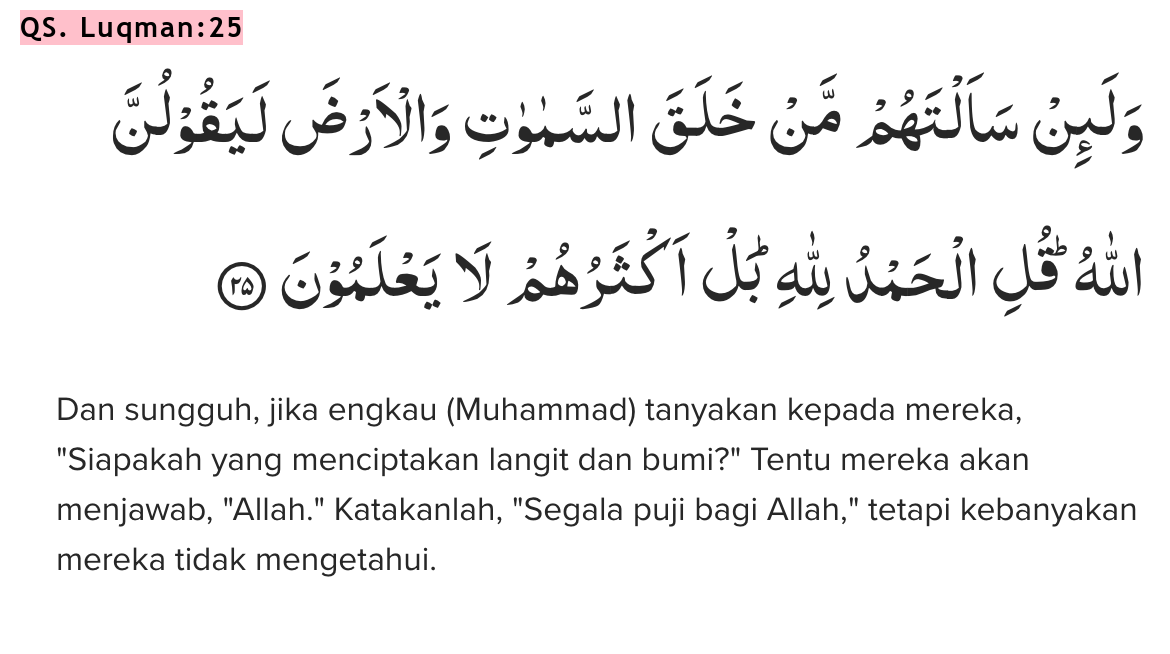 QS. Luqman:25
وَلَىِٕنْ سَاَلْتَهُمْ مَّنْ خَلَقَ السَّمٰوٰتِ وَالْاَرْضَ لَيَقُوْلُنَّ
اللّٰهُ ۗقُلِ الْحَمْدُ لِلّٰهِ ۗبَلْ اَكْثَرُهُمْ لَا يَعْلَمُوْنَ ٢٥
Dan sungguh, jika engkau (Muhammad) tanyakan kepada mereka,
"Siapakah yang menciptakan langit dan bumi?" Tentu mereka akan
menjawab, "Allah." Katakanlah, "Segala puji bagi Allah," tetapi kebanyakan
mereka tidak mengetahui.